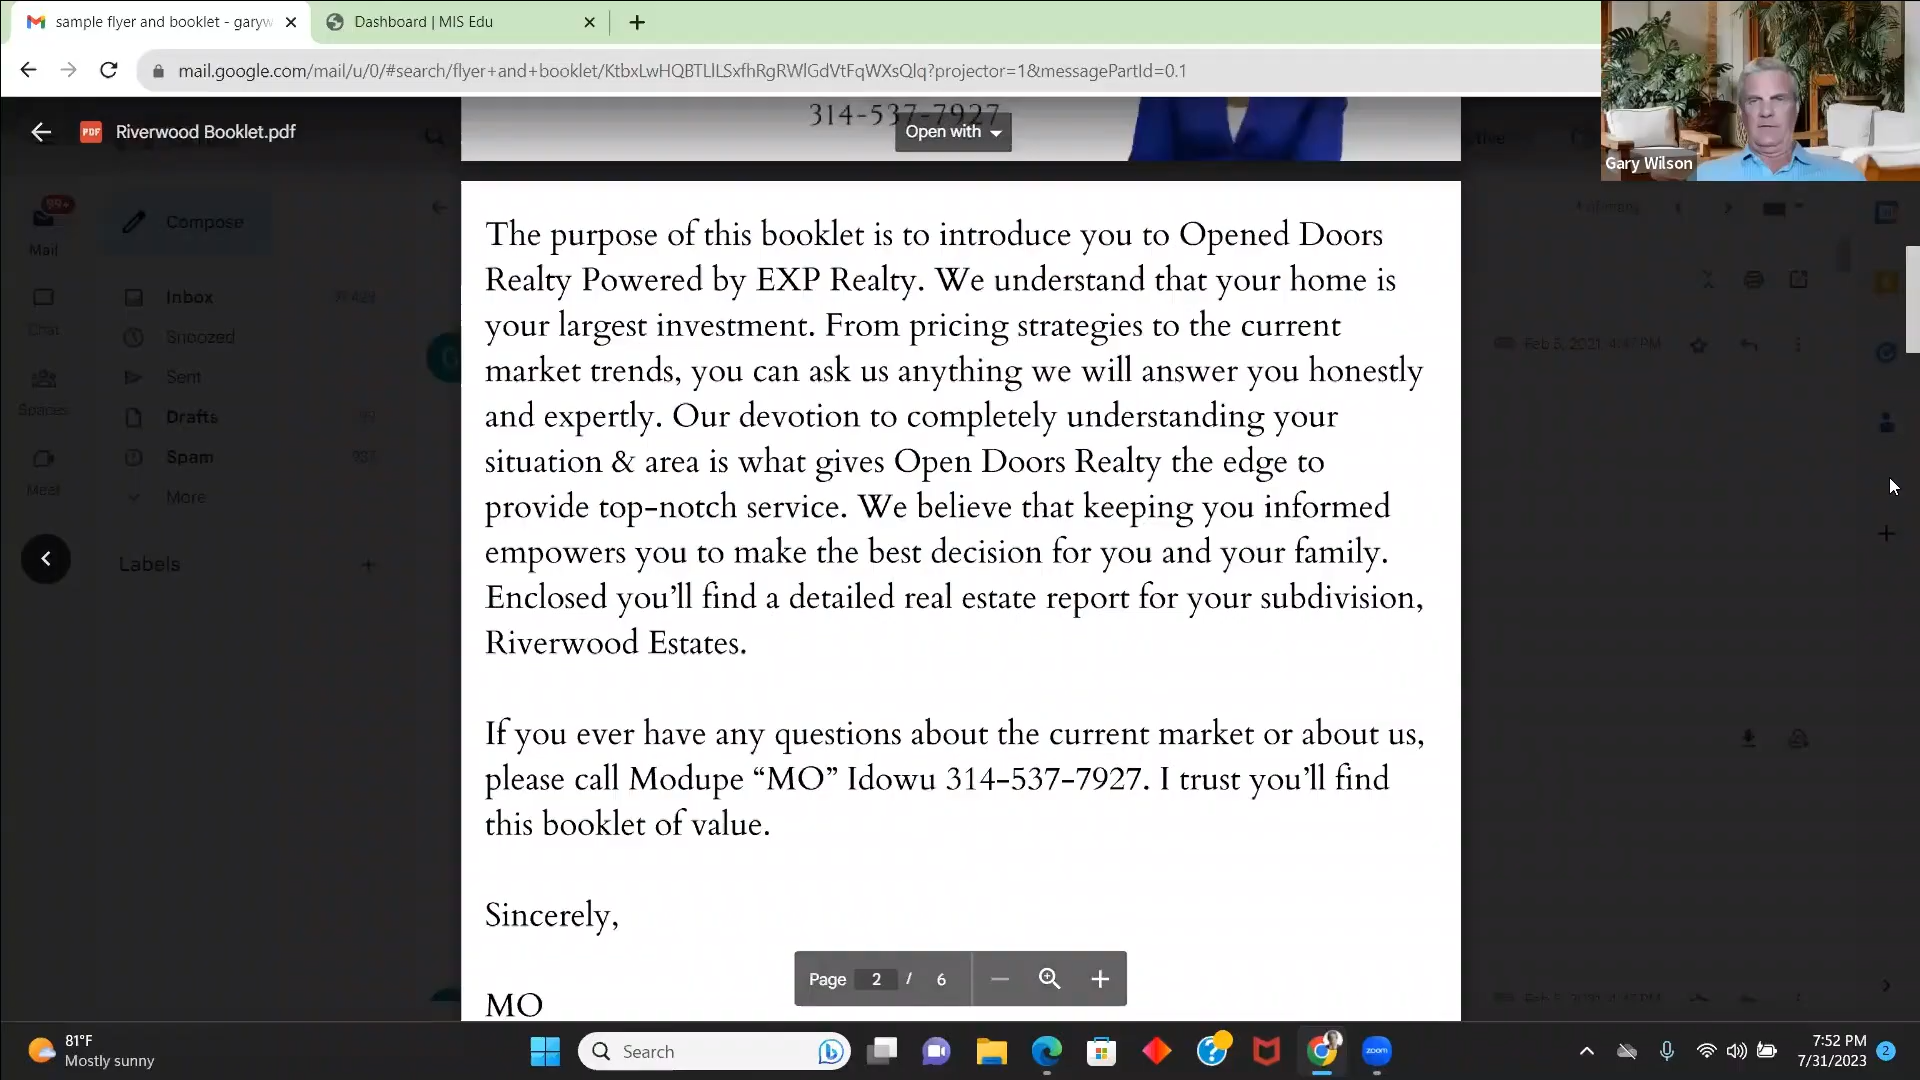 sample flyer and booklet - garyw
Dashboard | MIS Edu
mail.google.com/mail/u/0/#search/flyer+and+booklet/KtbxLwHQBTLlLSxfhRgRWlGdVtFqWXsQlq?projector=1&messagePartId=0.1
Gary Wilson
PDF
Riverwood Booklet.pdf
314-537-7927
Open with
99+
Mail
Compose
Chat
Inbox
Snoozed
Spaces
Sent
Drafts
Spam
Meet
More
Labels
The purpose of this booklet is to introduce you to Opened Doors
Realty Powered by EXP Realty. We understand that your home is
your largest investment. From pricing strategies to the current
market trends, you can ask us anything we will answer you honestly
and expertly. Our devotion to completely understanding your
situation & area is what gives Open Doors Realty the edge to
provide top-notch service. We believe that keeping you informed
empowers you to make the best decision for you and your family.
Enclosed you’ll find a detailed real estate report for your subdivision,
Riverwood Estates.
If you ever have any questions about the current market or about us,
please call Modupe “MO” Idowu 314-537-7927. I trust you’ll find
this booklet of value.
Sincerely,
MO
Page 2 / 6
81°F
Mostly sunny
Search
zoom
7:52 PM
7/31/2023
2